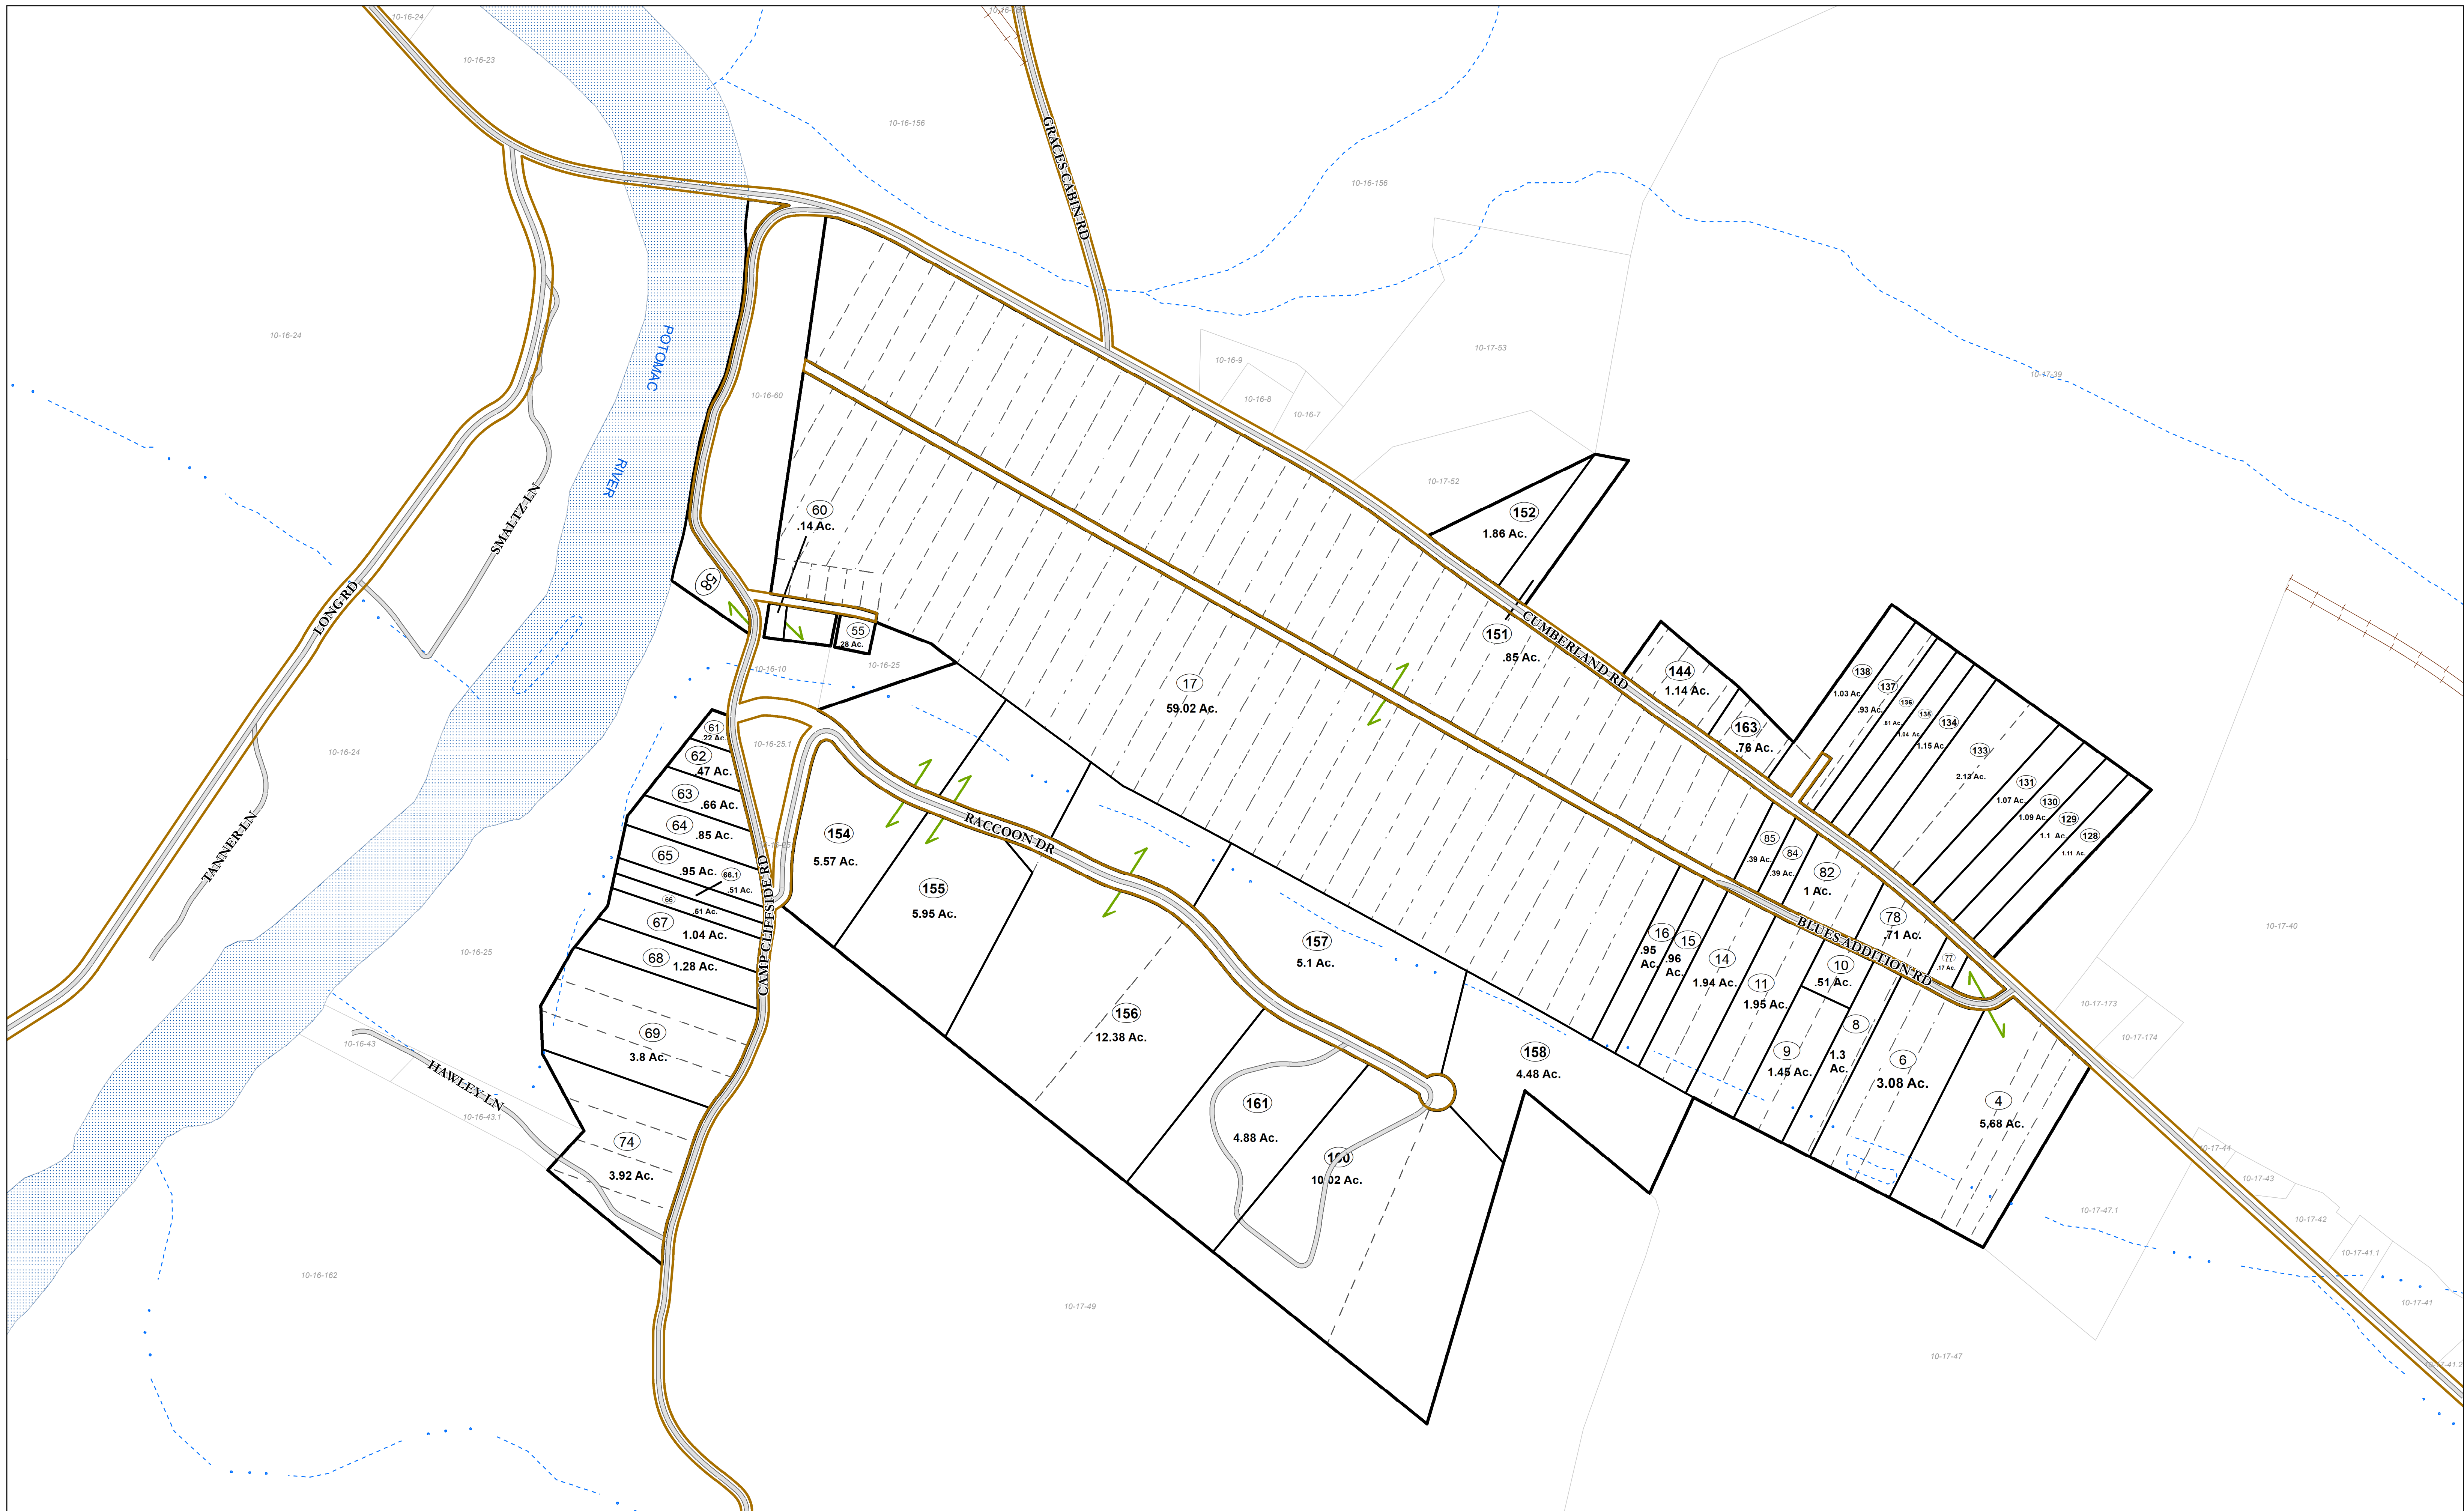 10-16-24
10-16-23
10-16-156
GRACES CABIN RD
10-16-156
10-16-24
POTOMAC
RIVER
10-17-53
10-16-9
10-16-8
10-16-7
10-16-60
10-17-39
10-17-52
60
.14 Ac.
152
1.86 Ac.
SMALTZ LN
LONG RD
58
55
.28 Ac.
151
.85 Ac.
CUMBERLAND RD
10-16-10
10-16-25
17
59.02 Ac.
144
1.14 Ac.
163
.76 Ac.
138
1.03 Ac.
137
.93 Ac.
136
.81 Ac.
135
1.04 Ac.
134
1.15 Ac.
133
2.13 Ac.
131
1.07 Ac.
130
1.09 Ac.
129
1.1 Ac.
128
1.11 Ac.
61
.22 Ac.
62
.47 Ac.
63
.66 Ac.
64
.85 Ac.
65
.95 Ac.
66.1
.51 Ac.
66
.51 Ac.
67
1.04 Ac.
68
1.28 Ac.
69
3.8 Ac.
74
3.92 Ac.
10-16-25.1
CAMP CLIFFSIDE RD
10-16-24
TANNER LN
10-16-25
10-16-43
HAWLEY LN
10-16-43.1
10-16-162
154
5.57 Ac.
RACCOON DR
155
5.95 Ac.
156
12.38 Ac.
157
5.1 Ac.
158
4.48 Ac.
161
4.88 Ac.
10.02 Ac.
85
.39 Ac.
84
.39 Ac.
82
1 Ac.
78
.71 Ac.
77
.17 Ac.
BLUES ADDITION RD
16
.95
Ac.
15
.96
Ac.
14
1.94 Ac.
11
1.95 Ac.
10
.51 Ac.
9
1.45 Ac.
8
1.3
Ac.
6
3.08 Ac.
4
5.68 Ac.
10-17-40
10-17-173
10-17-174
10-17-44
10-17-43
10-17-42
10-17-47.1
10-17-41.1
10-17-41
10-17-41.2
10-17-49
10-17-47